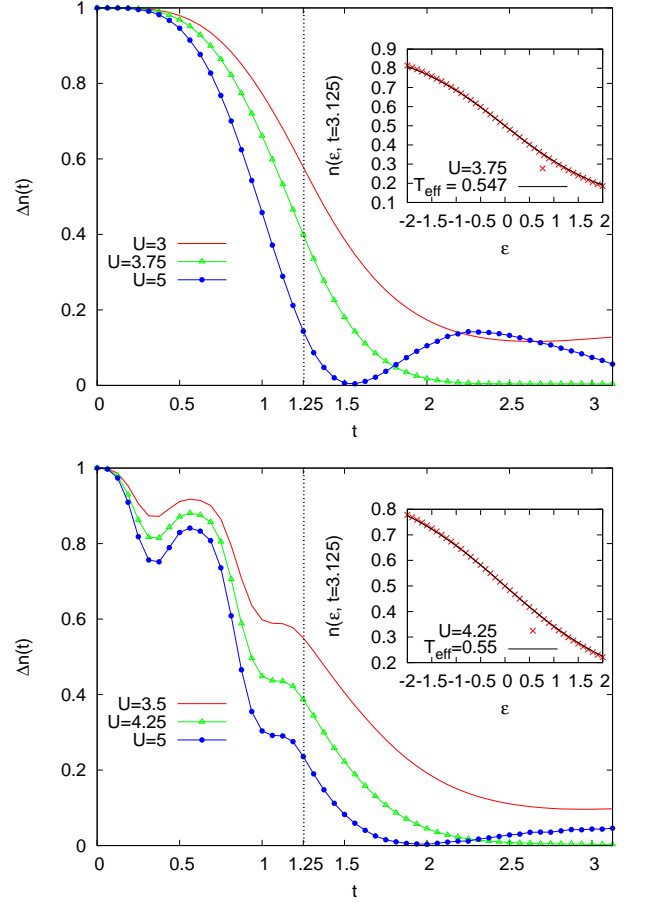 1
0.8
0.6
0.4
0.2
0
Δn(t)
0 0.5 1 1.25 1.5 2 2.5 3
t
U=3
U=3.75
U=5
0.9
0.8
0.7
0.6
0.5
0.4
0.3
0.2
0.1
n(ε, t=3.125)
U=3.75
T_eff = 0.547
-2 -1.5 -1 -0.5 0 0.5 1 1.5 2
ε
1
0.8
0.6
0.4
0.2
0
Δn(t)
0 0.5 1 1.25 1.5 2 2.5 3
t
U=3.5
U=4.25
U=5
0.8
0.7
0.6
0.5
0.4
0.3
0.2
n(ε, t=3.125)
U=4.25
T_eff=0.55
-2 -1.5 -1 -0.5 0 0.5 1 1.5 2
ε